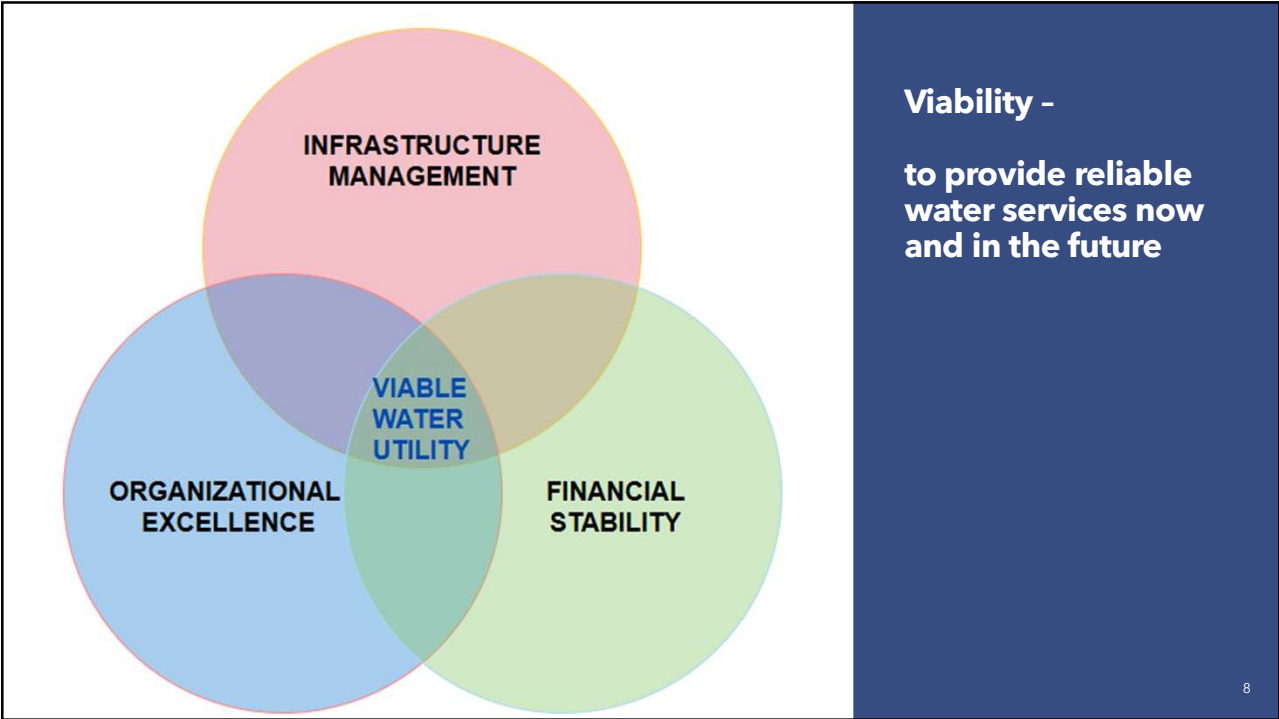 INFRASTRUCTURE
MANAGEMENT
VIABLE
WATER
UTILITY
ORGANIZATIONAL
EXCELLENCE
FINANCIAL
STABILITY
Viability –
to provide reliable
water services now
and in the future
8